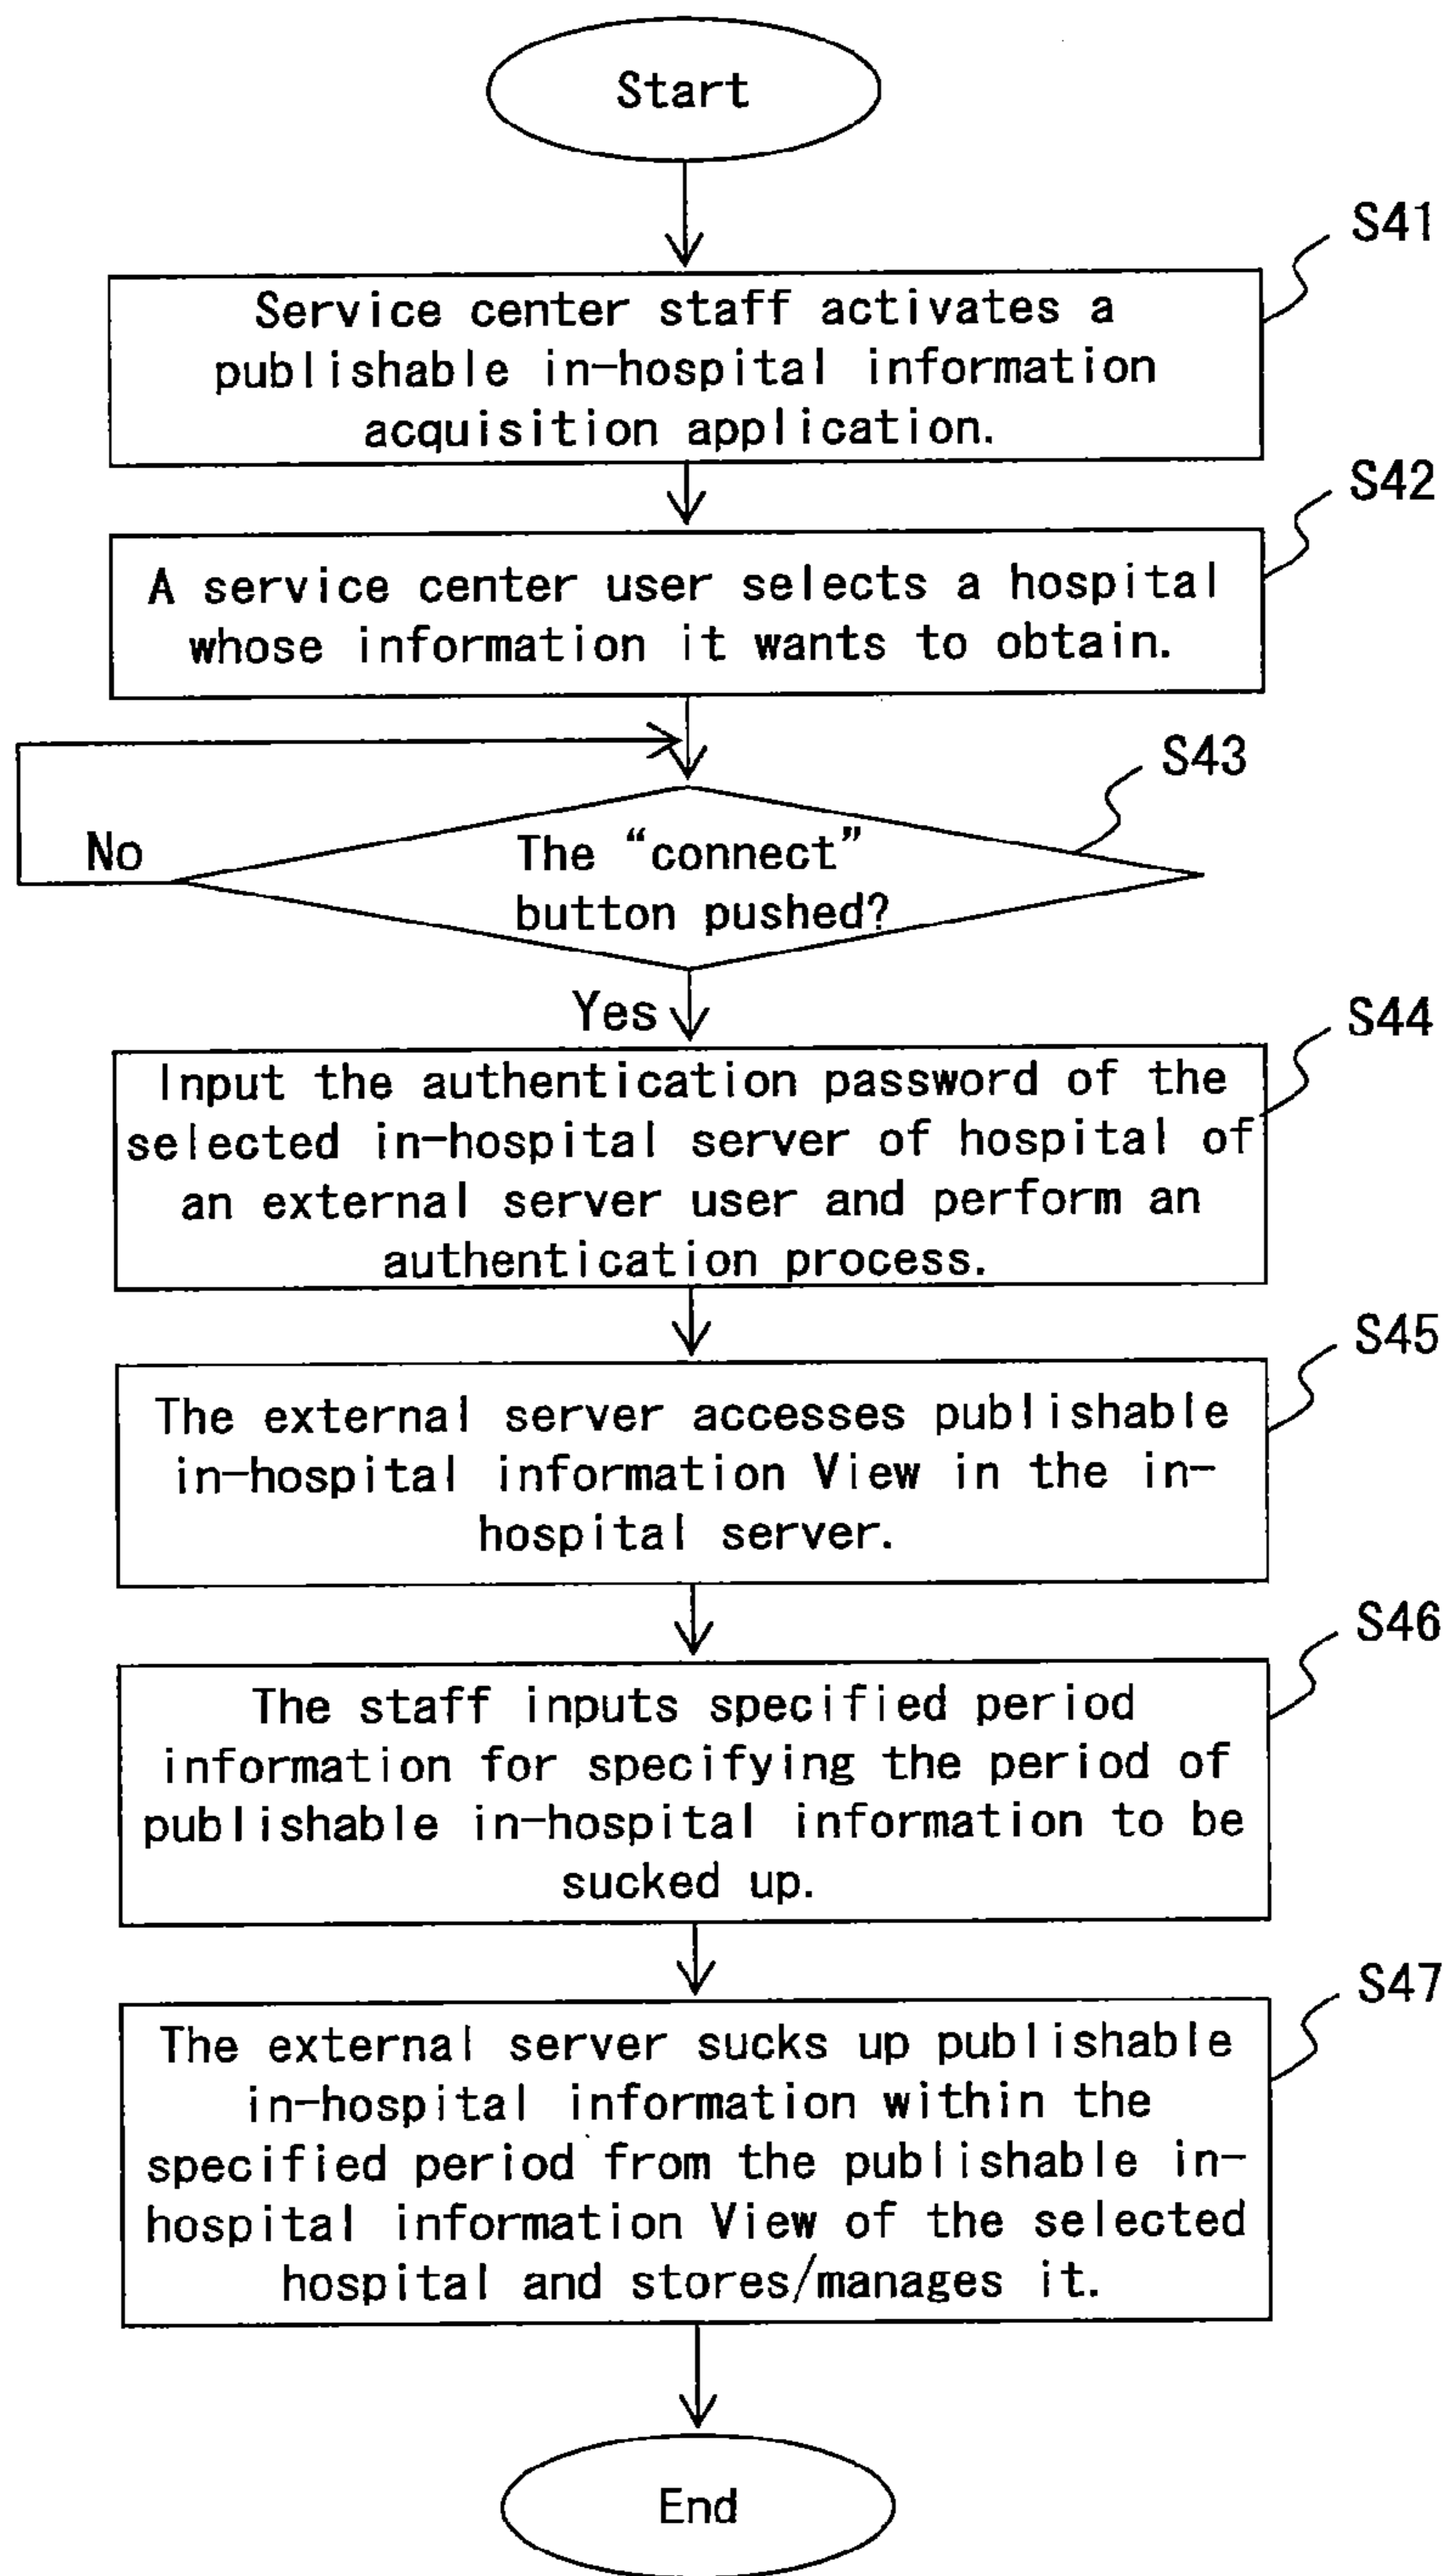 Start
S41
Service center staff activates a
publishable in-hospital information
acquisition application.
S42
A service center user selects a hospital
whose information it wants to obtain.
S43
No
The “connect”
button pushed?
Yes
S44
Input the authentication password of the
selected in-hospital server of hospital of
an external server user and perform an
authentication process.
S45
The external server accesses publishable
in-hospital information View in the in-
hospital server.
S46
The staff inputs specified period
information for specifying the period of
publishable in-hospital information to be
sucked up.
S47
The external server sucks up publishable
in-hospital information within the
specified period from the publishable in-
hospital information View of the selected
hospital and stores/manages it.
End